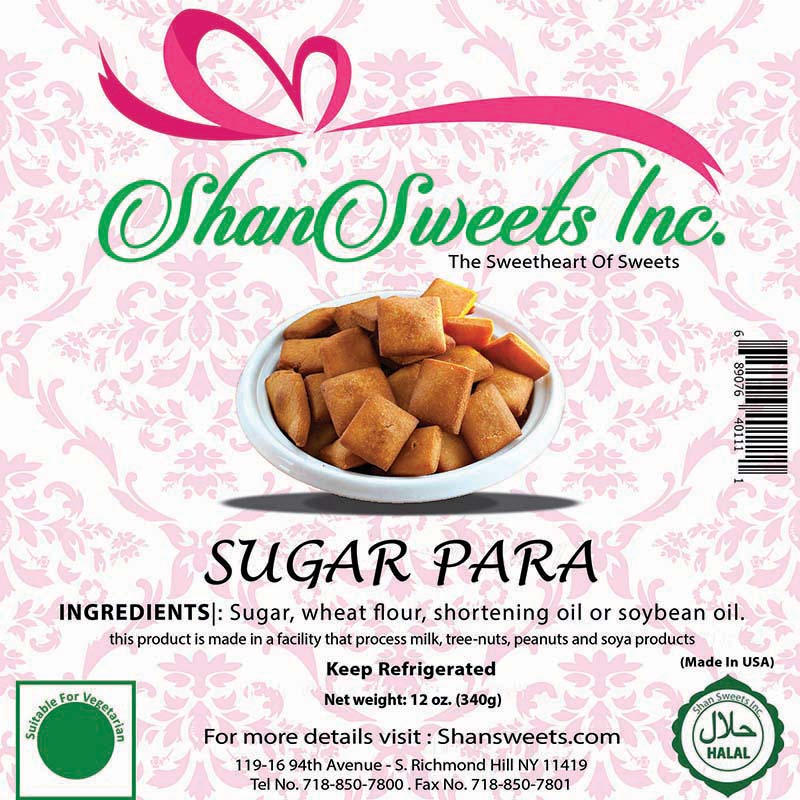 ShanSweets Inc.
The Sweetheart Of Sweets
6 89076 40111 1
SUGAR PARA
INGREDIENTS|: Sugar, wheat flour, shortening oil or soybean oil.
this product is made in a facility that process milk, tree-nuts, peanuts and soya products
Keep Refrigerated
(Made In USA)
Net weight: 12 oz. (340g)
Suitable For Vegetarian
For more details visit : Shansweets.com
119-16 94th Avenue - S. Richmond Hill NY 11419
Tel No. 718-850-7800 . Fax No. 718-850-7801
Shan Sweets Inc.
حلال
HALAL